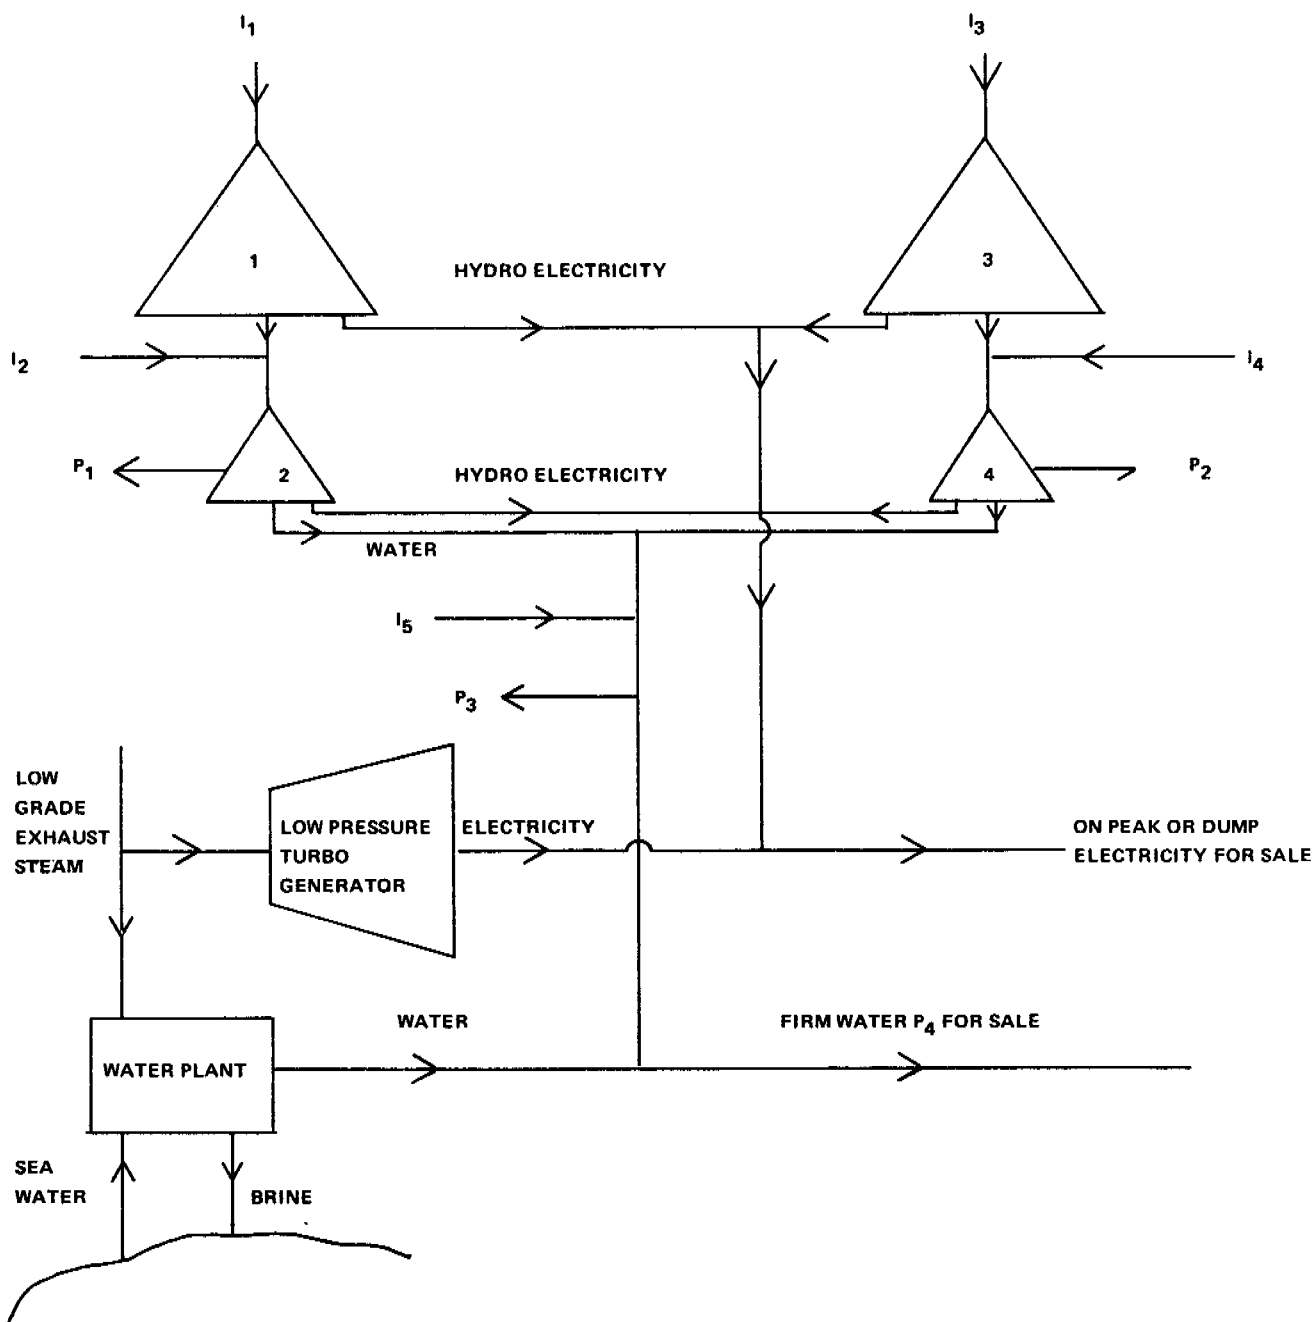 I1
I3
1
3
HYDRO ELECTRICITY
I2
I4
P1
2
HYDRO ELECTRICITY
4
P2
WATER
I5
P3
LOW
GRADE
EXHAUST
STEAM
LOW PRESSURE
TURBO
GENERATOR
ELECTRICITY
ON PEAK OR DUMP
ELECTRICITY FOR SALE
WATER
FIRM WATER P4 FOR SALE
WATER PLANT
SEA
WATER
BRINE